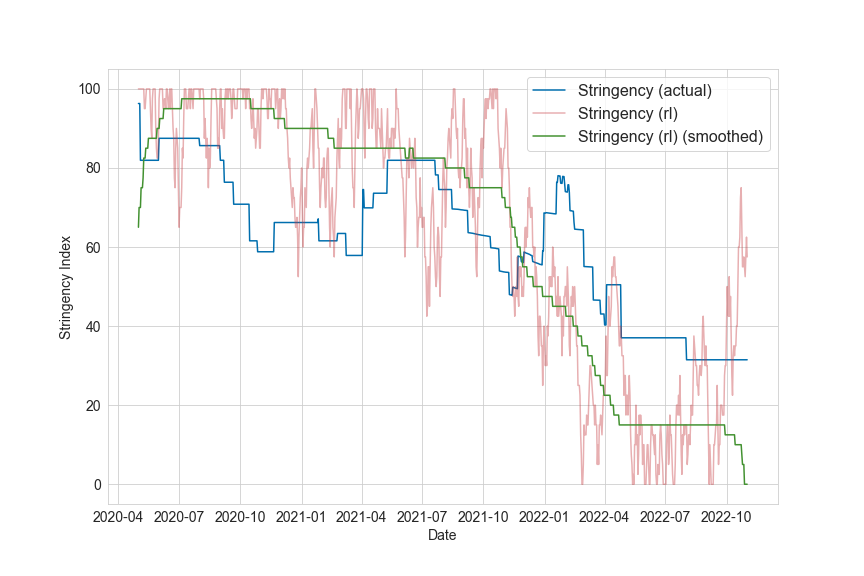 Stringency (actual)
Stringency (rl)
Stringency (rl) (smoothed)
100
80
60
40
20
0
Stringency Index
2020-04 2020-07 2020-10 2021-01 2021-04 2021-07 2021-10 2022-01 2022-04 2022-07 2022-10
Date